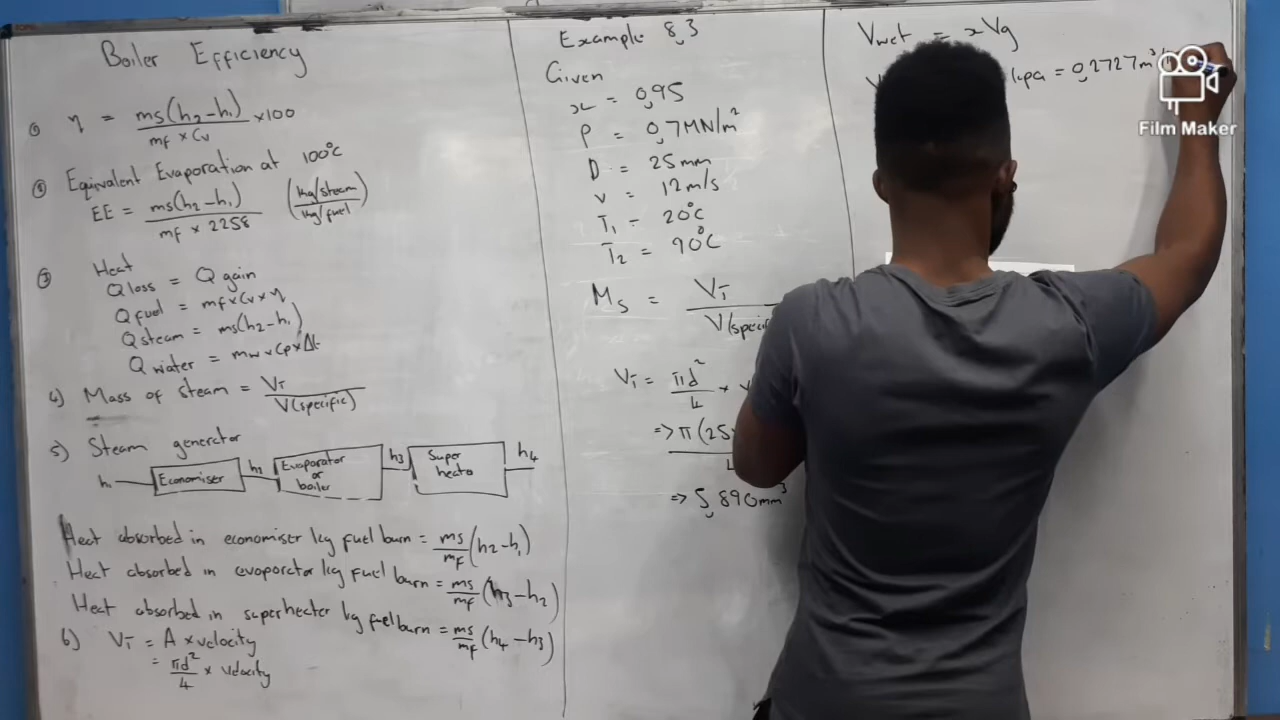 Boiler Efficiency
① η = ms(h2-h1)/mf × Cv ×100
② Equivalent Evaporation at 100°C
EE = ms(h2-h1)/mf × 2258 (kg/steam/kg/fuel)
③ Heat
Q loss = Q gain
Q fuel = mf×Cv×η
Q steam = ms(h2-h1)
Q water = mw×Cp×Δt
4) Mass of steam = VT/V(specific)
5) Steam generator
h1 Economiser h2 Evaporator or boiler h3 Super heater h4
Heat absorbed in economiser kg fuel burn = ms/mf (h2-h1)
Heat absorbed in evaporator kg fuel burn = ms/mf (h3-h2)
Heat absorbed in superheater kg fuel burn = ms/mf (h4-h3)
6) VT = A × velocity
= πd²/4 × velocity
Example 8,3
Given
x = 0,95
P = 0,7MN/m²
D = 25mm
v = 12m/s
T1 = 20°C
T2 = 90°C
Ms = VT
VT = πd²/4 ×
=> π(25
=> 5,890mm³
Vwet = xVg
kpa = 0,2727m³
Film Maker